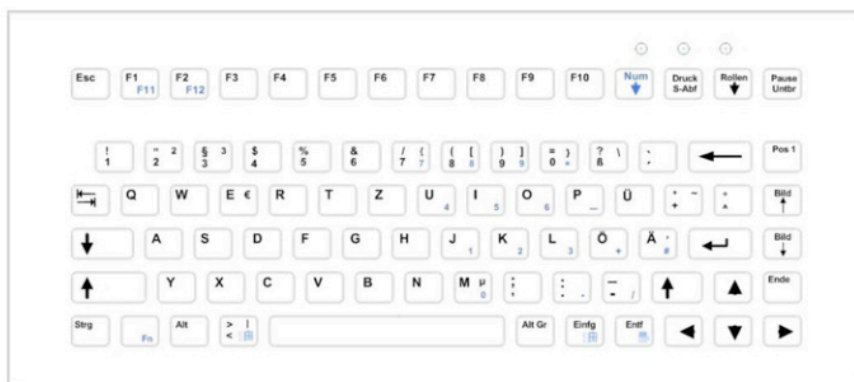 Esc F1 F11 F2 F12 F3 F4 F5 F6 F7 F8 F9 F10 Num Druck S-Abf Rollen Pause Untbr
! 1 " 2 2 § 3 3 $ 4 % 5 & 6 / 7 { 7 ( 8 [ 8 ) 9 ] 9 = 0 } * ? ß \ Pos 1
Q W E € R T Z U 4 I 5 O 6 P _ Ü * + ~ Bild
A S D F G H J 1 K 2 L 3 Ö + Ä # Bild
Y X C V B N M µ 0 ; , : . - _ / Ende
Strg Fn Alt > < | Alt Gr Einfg Entf